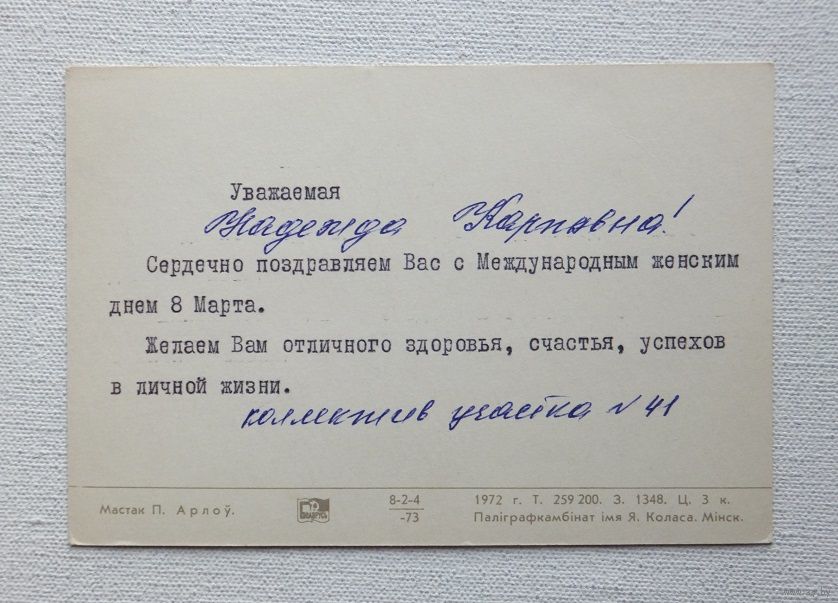 Уважаемая
Надежда Карповна!
Сердечно поздравляем Вас с Международным женским
днем 8 Марта.
Желаем Вам отличного здоровья, счастья, успехов
в личной жизни.
коллектив участка N 41
Мастак П. Арлоў.
БЕЛАРУСЬ
8-2-4
-73
1972 г. Т. 259 200. З. 1348. Ц. 3 к.
Паліграфкамбінат імя Я. Коласа. Мінск.